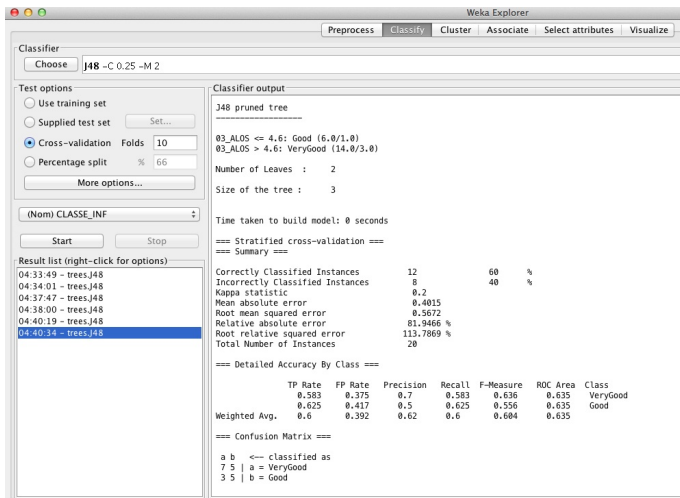 Weka Explorer
Preprocess Classify Cluster Associate Select attributes Visualize
Classifier
Choose J48 -C 0.25 -M 2
Test options
Use training set
Supplied test set Set...
Cross-validation Folds 10
Percentage split % 66
More options...
(Nom) CLASSE_INF
Start Stop
Result list (right-click for options)
04:33:49 - trees.J48
04:34:01 - trees.J48
04:37:47 - trees.J48
04:38:00 - trees.J48
04:40:19 - trees.J48
04:40:34 - trees.J48
Classifier output
J48 pruned tree
------------------
03_ALOS <= 4.6: Good (6.0/1.0)
03_ALOS > 4.6: VeryGood (14.0/3.0)
Number of Leaves : 2
Size of the tree : 3
Time taken to build model: 0 seconds
=== Stratified cross-validation ===
=== Summary ===
Correctly Classified Instances 12 60 %
Incorrectly Classified Instances 8 40 %
Kappa statistic 0.2
Mean absolute error 0.4015
Root mean squared error 0.5672
Relative absolute error 81.9466 %
Root relative squared error 113.7869 %
Total Number of Instances 20
=== Detailed Accuracy By Class ===
TP Rate FP Rate Precision Recall F-Measure ROC Area Class
0.583 0.375 0.7 0.583 0.636 0.635 VeryGood
0.625 0.417 0.5 0.625 0.556 0.635 Good
Weighted Avg. 0.6 0.392 0.62 0.6 0.604 0.635
=== Confusion Matrix ===
a b <-- classified as
7 5 | a = VeryGood
3 5 | b = Good